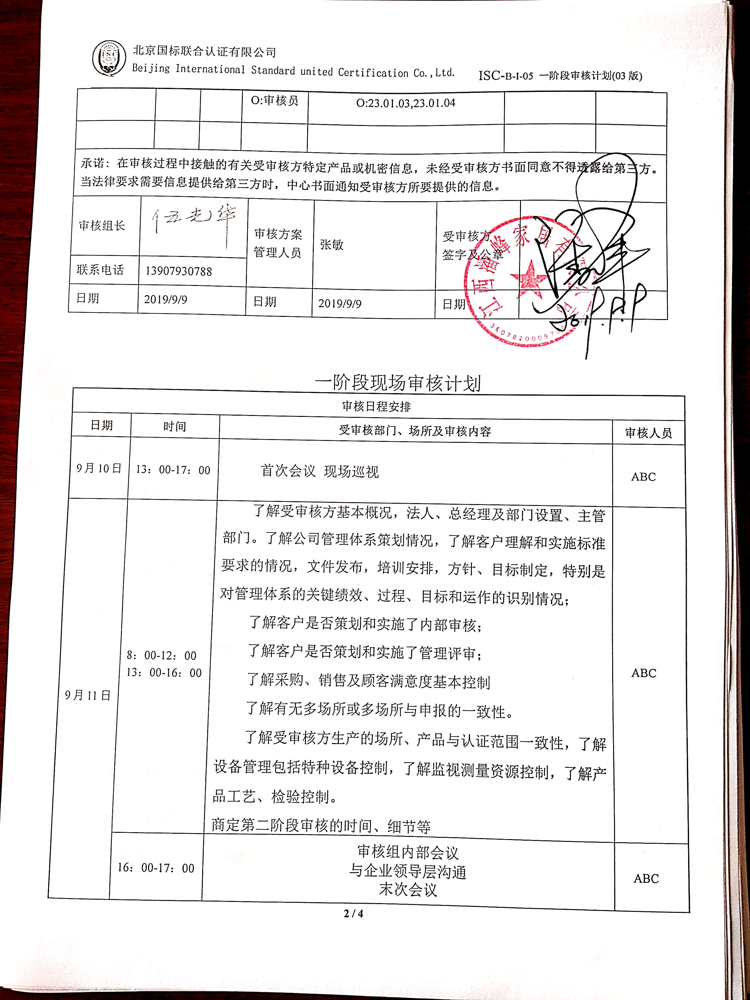 ISC
北京国标联合认证有限公司
Beijing International Standard united Certification Co.,Ltd.
ISC-B-I-05 一阶段审核计划(03 版)
O:审核员
O:23.01.03,23.01.04
承诺：在审核过程中接触的有关受审核方特定产品或机密信息，未经受审核方书面同意不得透露给第三方。
当法律要求需要信息提供给第三方时，中心书面通知受审核方所要提供的信息。
审核组长
伍光华
审核方案
管理人员
张敏
受审核方
签字及公章
联系电话
13907930788
日期
2019/9/9
日期
2019/9/9
日期
2019.9.9
一阶段现场审核计划
审核日程安排
日期
时间
受审核部门、场所及审核内容
审核人员
9月10日
13：00-17：00
首次会议 现场巡视
ABC
9月11日
8：00-12：00
13：00-16：00
了解受审核方基本概况，法人、总经理及部门设置、主管
部门。了解公司管理体系策划情况，了解客户理解和实施标准
要求的情况，文件发布，培训安排，方针、目标制定，特别是
对管理体系的关键绩效、过程、目标和运作的识别情况；
了解客户是否策划和实施了内部审核；
了解客户是否策划和实施了管理评审；
了解采购、销售及顾客满意度基本控制
了解有无多场所或多场所与申报的一致性。
了解受审核方生产的场所、产品与认证范围一致性，了解
设备管理包括特种设备控制，了解监视测量资源控制，了解产
品工艺、检验控制。
商定第二阶段审核的时间、细节等
ABC
16：00-17：00
审核组内部会议
与企业领导层沟通
末次会议
ABC
2 / 4